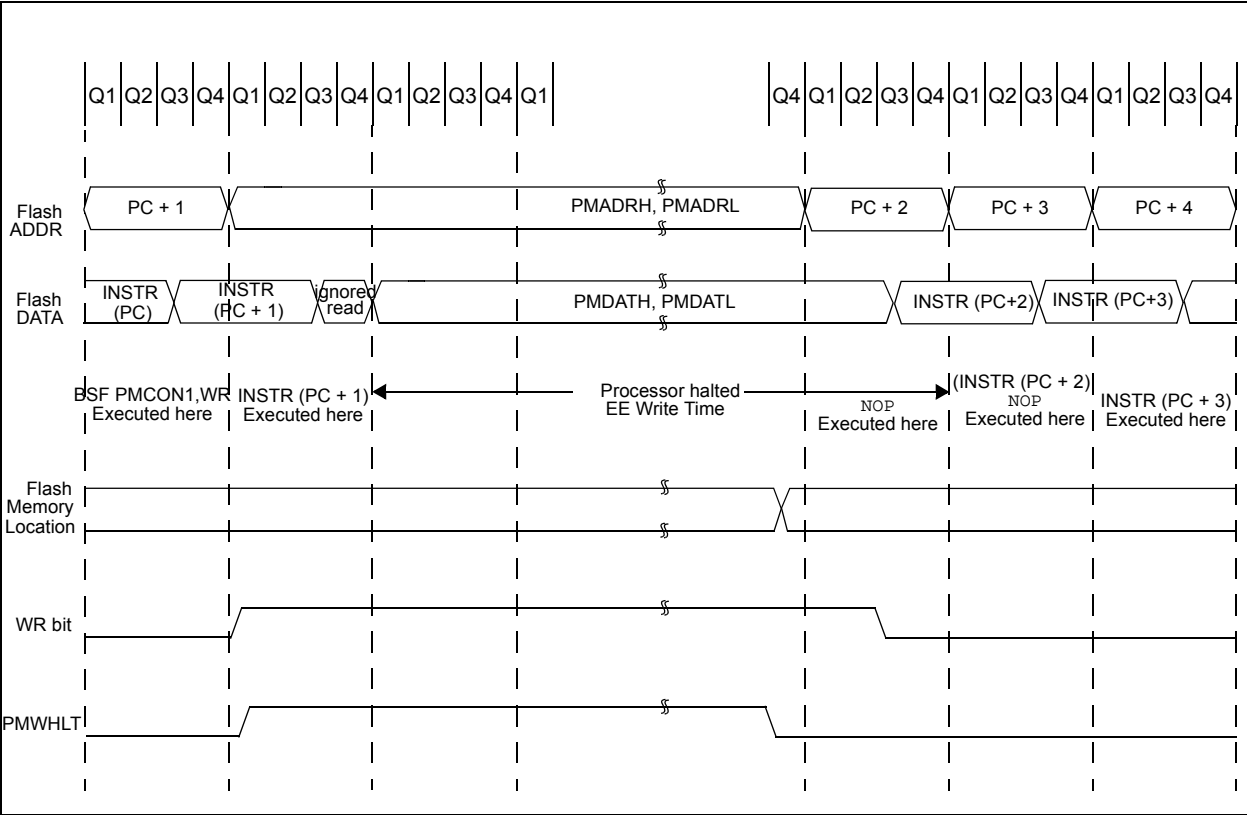 Q1 Q2 Q3 Q4 Q1 Q2 Q3 Q4 Q1 Q2 Q3 Q4 Q1 Q4 Q1 Q2 Q3 Q4 Q1 Q2 Q3 Q4 Q1 Q2 Q3 Q4
Flash
ADDR
PC + 1
PMADRH, PMADRL
PC + 2
PC + 3
PC + 4
Flash
DATA
INSTR
(PC)
INSTR
(PC + 1)
ignored
read
PMDATH, PMDATL
INSTR (PC+2)
INSTR (PC+3)
BSF PMCON1,WR
Executed here
INSTR (PC + 1)
Executed here
Processor halted
EE Write Time
NOP
Executed here
(INSTR (PC + 2)
NOP
Executed here
INSTR (PC + 3)
Executed here
Flash
Memory
Location
WR bit
PMWHLT